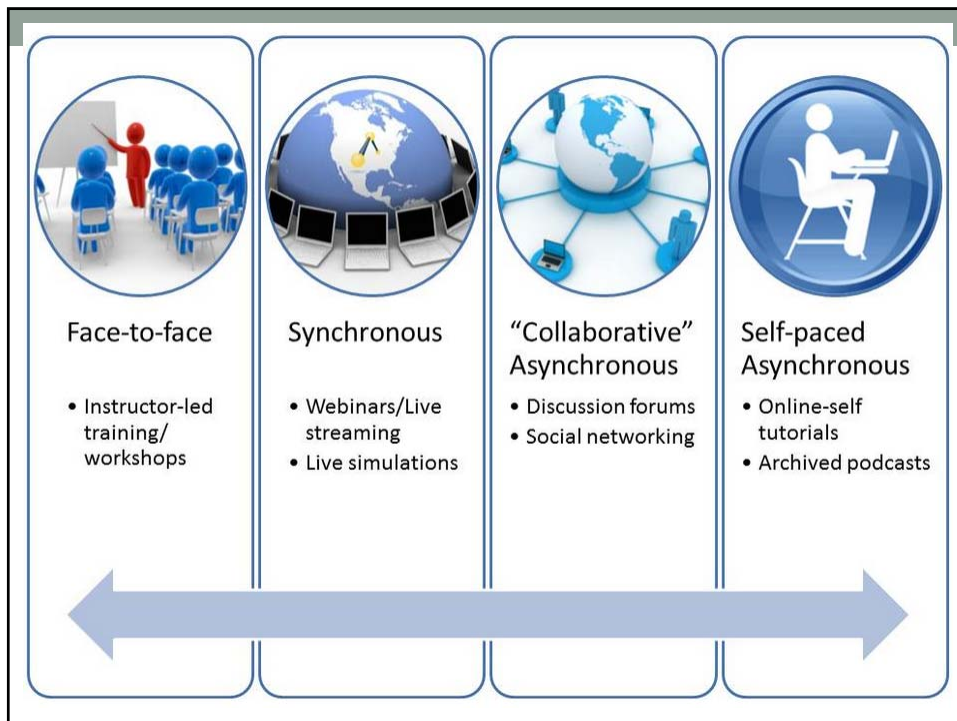 Face-to-face
• Instructor-led
training/
workshops
Synchronous
• Webinars/Live
streaming
• Live simulations
“Collaborative”
Asynchronous
• Discussion forums
• Social networking
Self-paced
Asynchronous
• Online-self
tutorials
• Archived podcasts